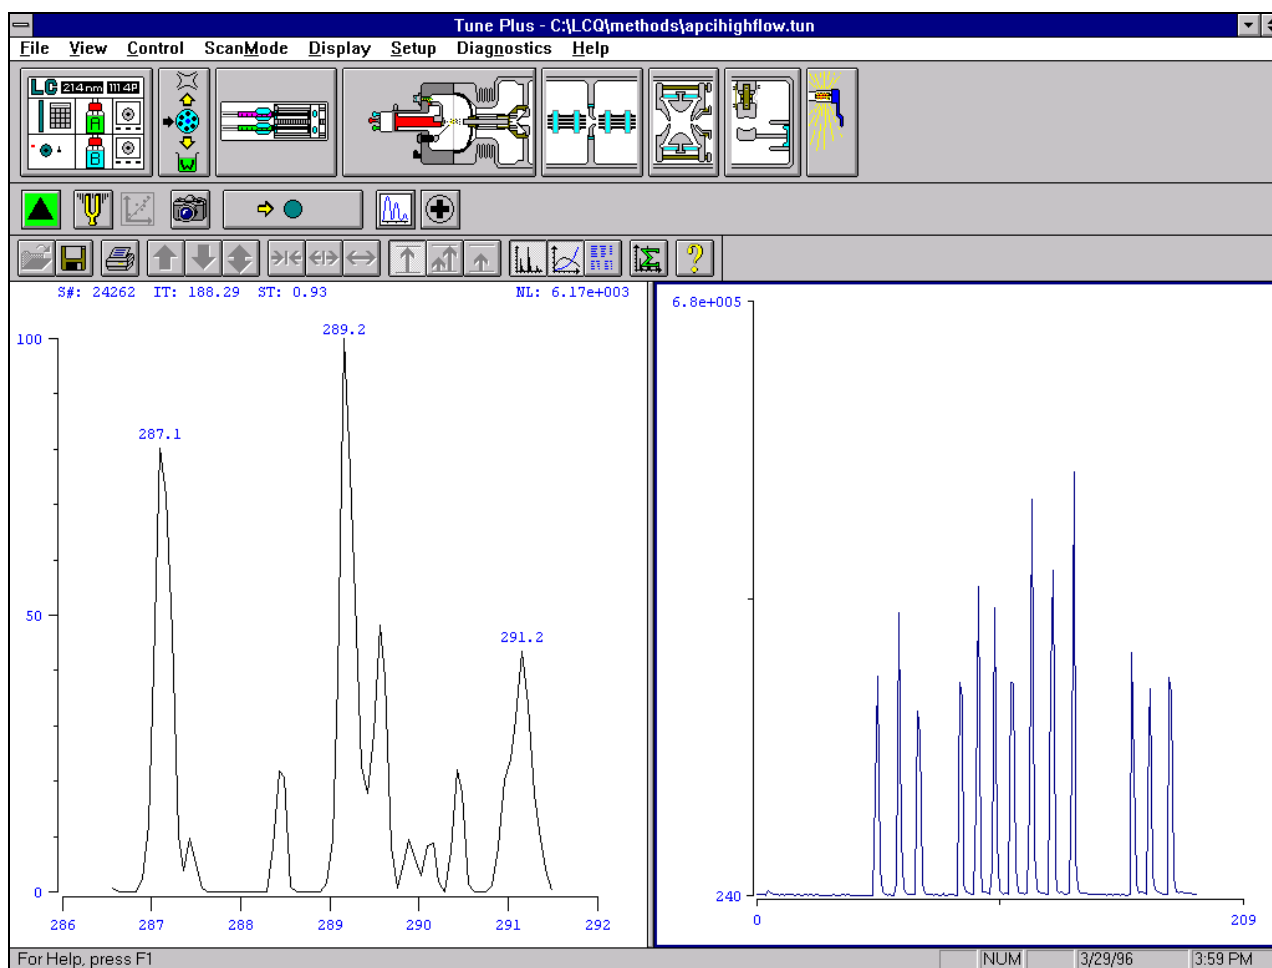 Tune Plus - C:\LCQ\methods\apcihighflow.tun
File View Control ScanMode Display Setup Diagnostics Help
LC 214nm 111.4P
A
B
W
S#: 24262 IT: 188.29 ST: 0.93 NL: 6.17e+003
289.2
100
287.1
50
291.2
0
286 287 288 289 290 291 292
6.8e+005
240
0 209
For Help, press F1 NUM 3/29/96 3:59 PM